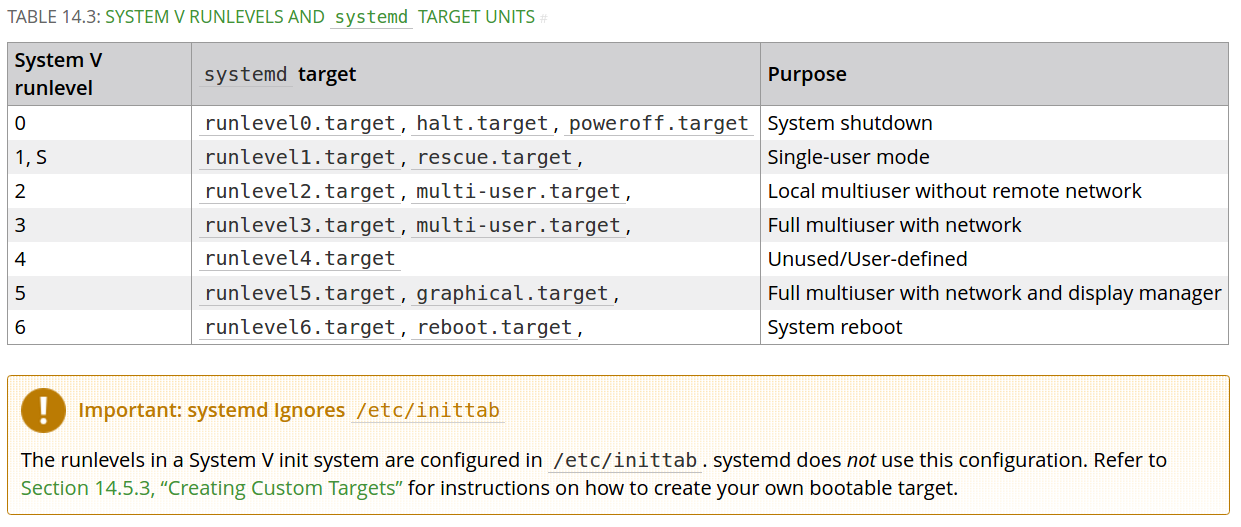 TABLE 14.3: SYSTEM V RUNLEVELS AND systemd TARGET UNITS #
System V runlevel systemd target Purpose
0 runlevel0.target, halt.target, poweroff.target System shutdown
1, S runlevel1.target, rescue.target, Single-user mode
2 runlevel2.target, multi-user.target, Local multiuser without remote network
3 runlevel3.target, multi-user.target, Full multiuser with network
4 runlevel4.target Unused/User-defined
5 runlevel5.target, graphical.target, Full multiuser with network and display manager
6 runlevel6.target, reboot.target, System reboot
! Important: systemd Ignores /etc/inittab
The runlevels in a System V init system are configured in /etc/inittab. systemd does not use this configuration. Refer to
Section 14.5.3, “Creating Custom Targets” for instructions on how to create your own bootable target.